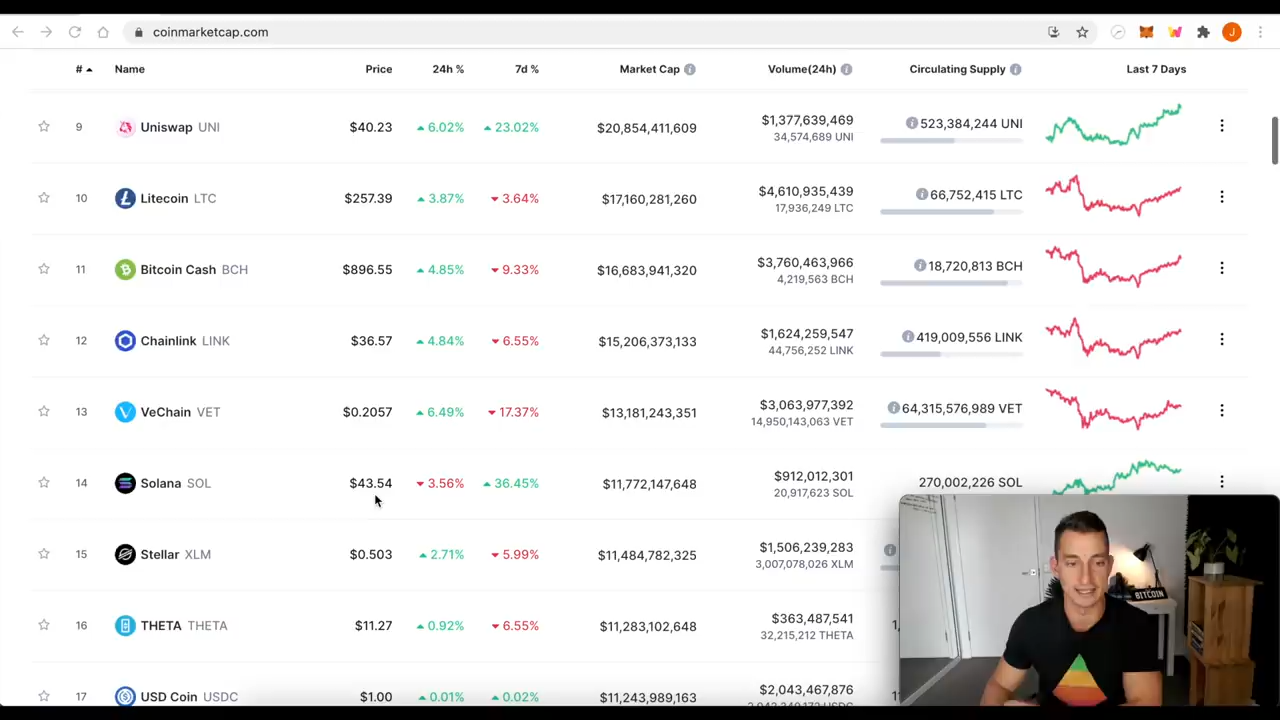 coinmarketcap.com
J
# Name Price 24h % 7d % Market Cap Volume(24h) Circulating Supply Last 7 Days
9 Uniswap UNI $40.23 6.02% 23.02% $20,854,411,609 $1,377,639,469 523,384,244 UNI
34,574,689 UNI
10 Litecoin LTC $257.39 3.87% 3.64% $17,160,281,260 $4,610,935,439 66,752,415 LTC
17,936,249 LTC
11 Bitcoin Cash BCH $896.55 4.85% 9.33% $16,683,941,320 $3,760,463,966 18,720,813 BCH
4,219,563 BCH
12 Chainlink LINK $36.57 4.84% 6.55% $15,206,373,133 $1,624,259,547 419,009,556 LINK
44,756,252 LINK
13 VeChain VET $0.2057 6.49% 17.37% $13,181,243,351 $3,063,977,392 64,315,576,989 VET
14,950,143,063 VET
14 Solana SOL $43.54 3.56% 36.45% $11,772,147,648 $912,012,301 270,002,226 SOL
20,917,623 SOL
15 Stellar XLM $0.503 2.71% 5.99% $11,484,782,325 $1,506,239,283
3,007,078,026 XLM
16 THETA THETA $11.27 0.92% 6.55% $11,283,102,648 $363,487,541
32,215,212 THETA
17 USD Coin USDC $1.00 0.01% 0.02% $11,243,989,163 $2,043,467,876
BITCOIN